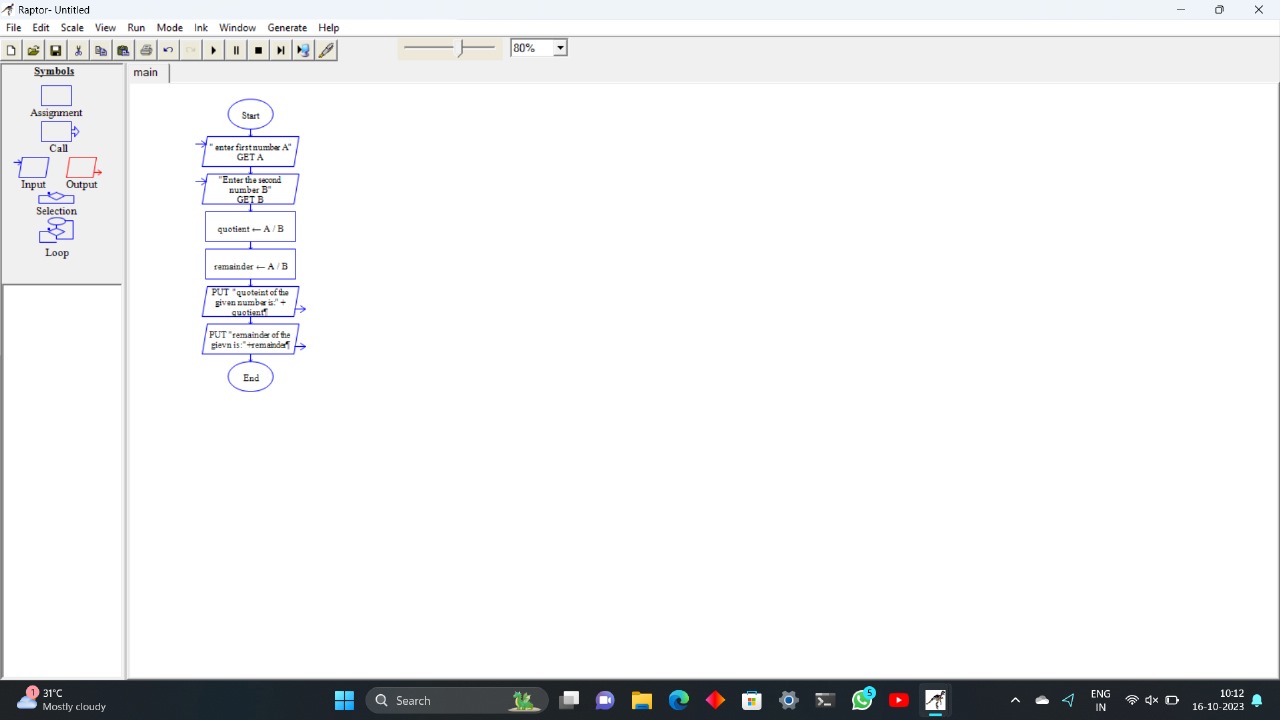 Raptor- Untitled
File Edit Scale View Run Mode Ink Window Generate Help
80%
Symbols
main
Assignment
Call
Input Output
Selection
Loop
Start
" enter first number A"
GET A
"Enter the second
number B"
GET B
quotient ← A / B
remainder ← A / B
PUT "quoteint of the
given number is:" +
quotient¶
PUT "remainder of the
gievn is:"+remainder¶
End
1
31°C
Mostly cloudy
Search
5
ENG
IN
10:12
16-10-2023